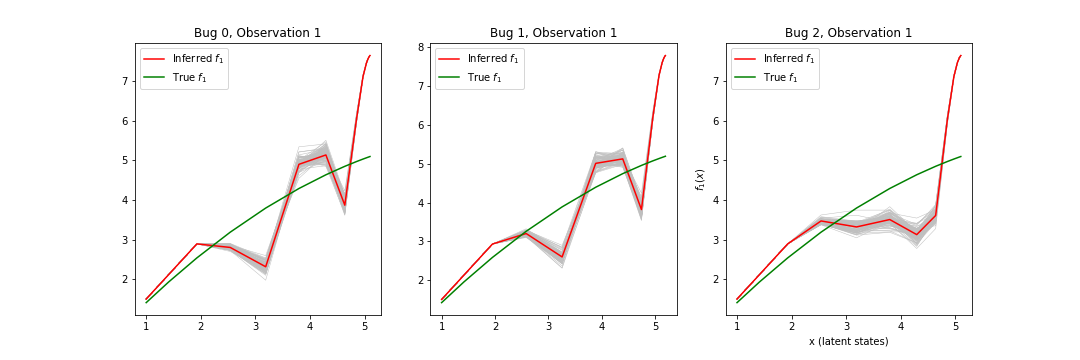 Bug 0, Observation 1
Inferred f₁
True f₁
7
6
5
4
3
2
1 2 3 4 5
Bug 1, Observation 1
Inferred f₁
True f₁
8
7
6
5
4
3
2
1 2 3 4 5
Bug 2, Observation 1
Inferred f₁
True f₁
f₁(x)
7
6
5
4
3
2
1 2 3 4 5
x (latent states)